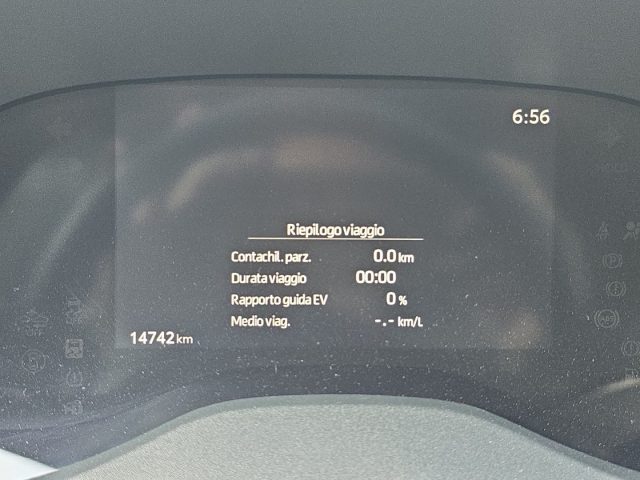 6:56
Riepilogo viaggio
Contachil. parz. 0.0 km
Durata viaggio 00:00
Rapporto guida EV 0 %
Medio viag. -.- km/L
14742 km